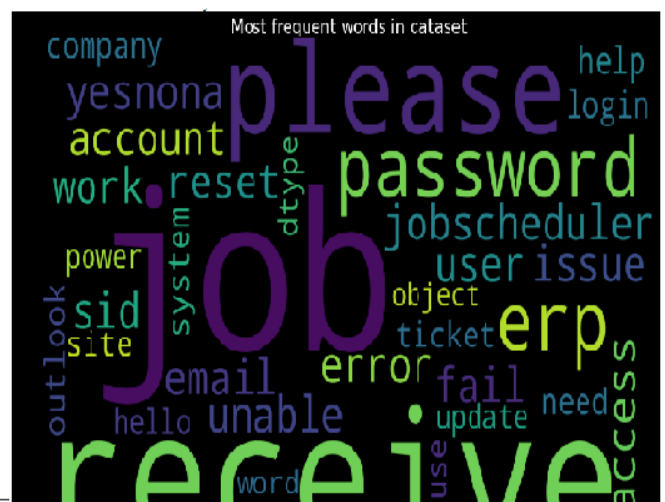 Most frequent words in cataset
company
please
help
yesnona
login
account
password
work
reset
dtype
jobscheduler
job
system
user
issue
power
object
sid
erp
outlook
site
ticket
error
access
email
fail
need
hello
unable
update
receive
use
word